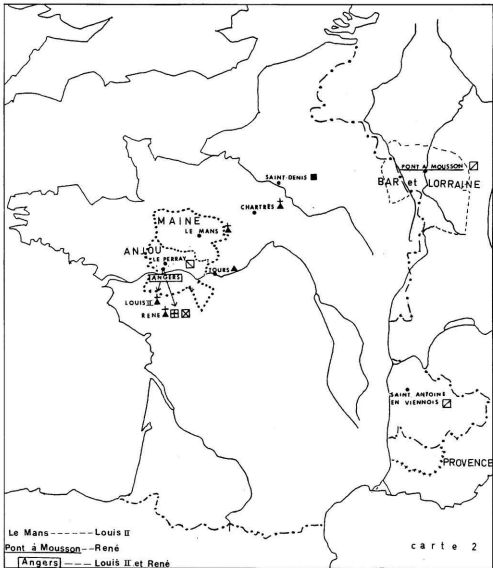 SAINT-DENIS
PONT A MOUSSON
BAR et LORRAINE
CHARTRES
MAINE
LE MANS
ANJOU
LE PERRAY
TOURS
ANGERS
LOUIS II
RENÉ
SAINT ANTOINE
EN VIENNOIS
PROVENCE
Le Mans ------ Louis II
Pont à Mousson -- René
Angers --- Louis II et René
carte 2